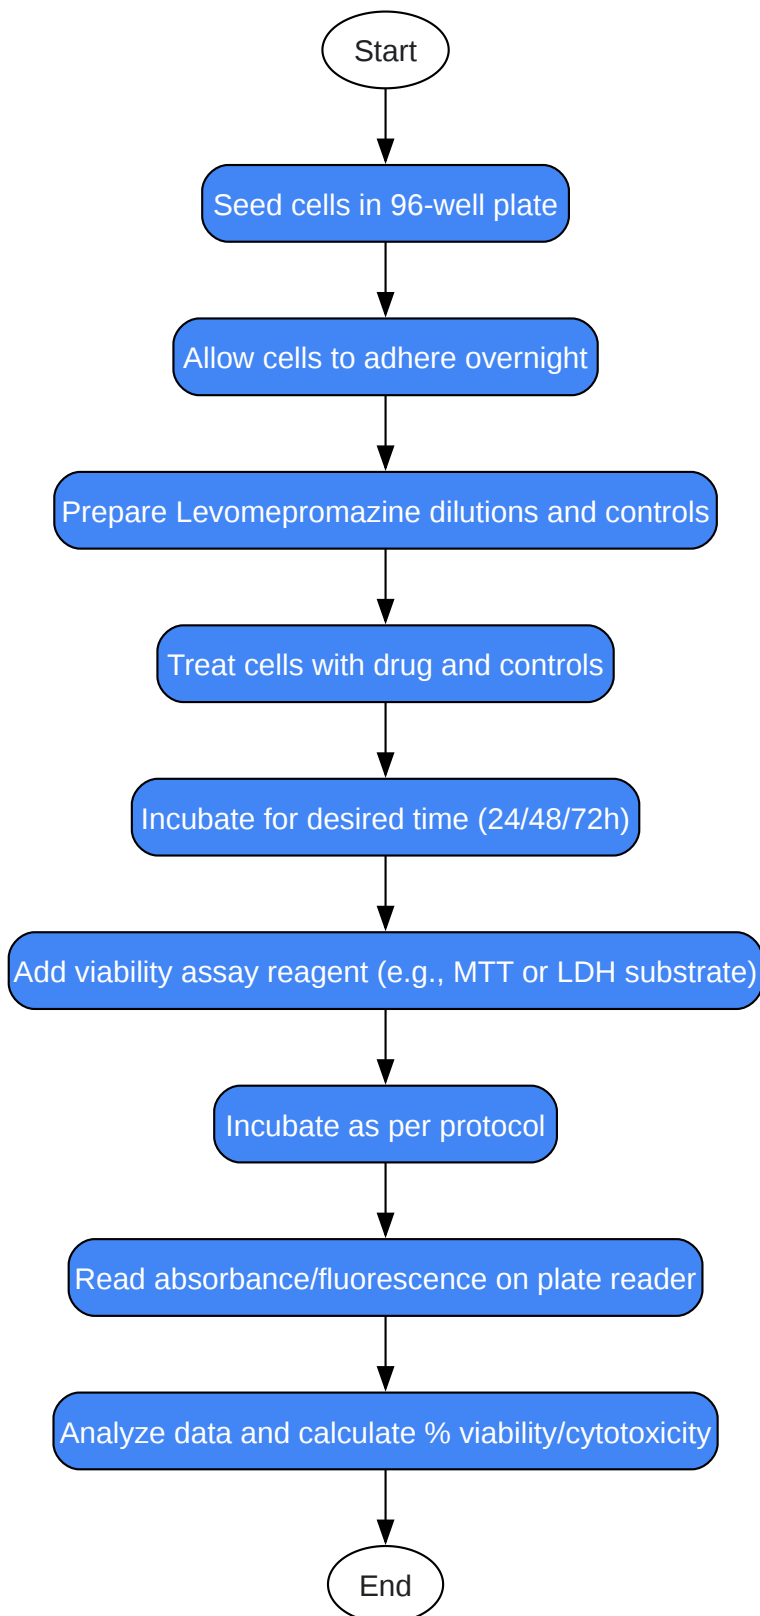 Start
Seed cells in 96-well plate
Allow cells to adhere overnight
Prepare Levomepromazine dilutions and controls
Treat cells with drug and controls
Incubate for desired time (24/48/72h)
Add viability assay reagent (e.g., MTT or LDH substrate)
Incubate as per protocol
Read absorbance/fluorescence on plate reader
Analyze data and calculate % viability/cytotoxicity
End